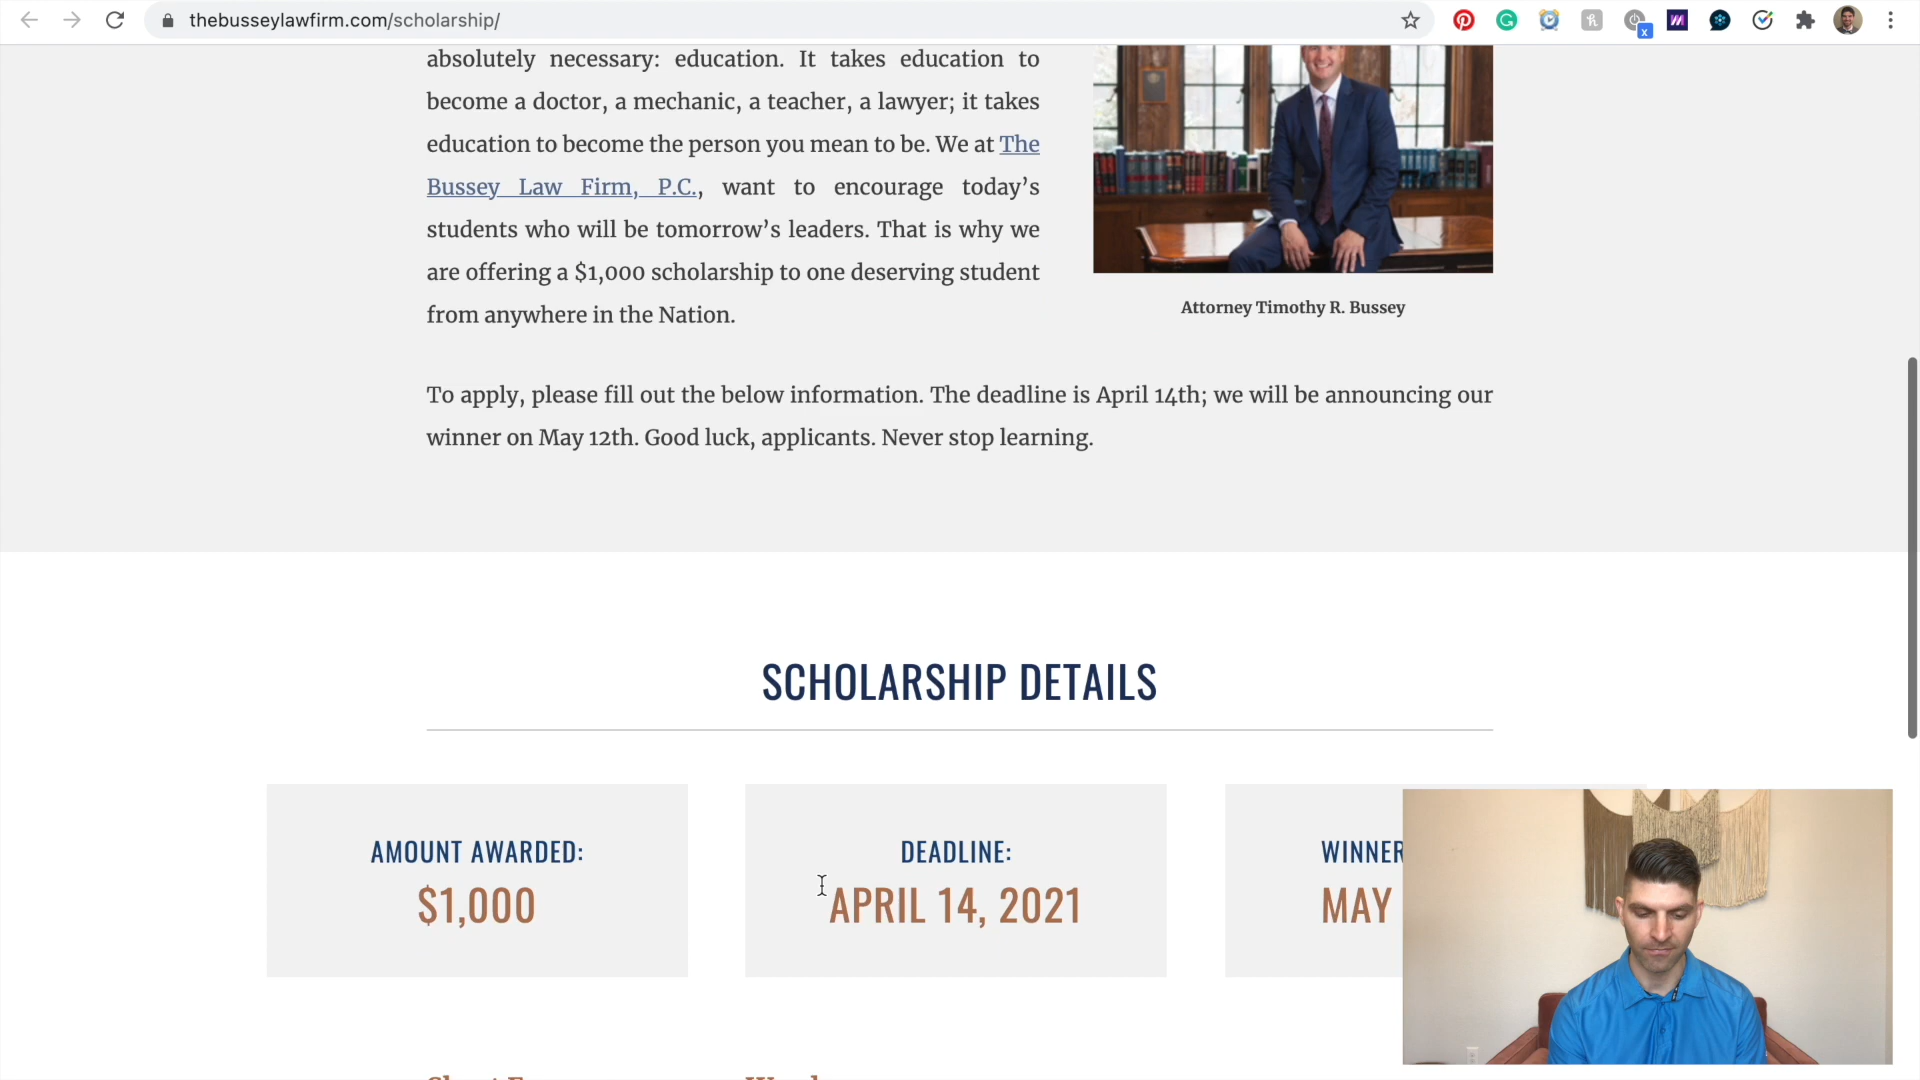 thebusseylawfirm.com/scholarship/
absolutely necessary: education. It takes education to
become a doctor, a mechanic, a teacher, a lawyer; it takes
education to become the person you mean to be. We at The
Bussey Law Firm, P.C., want to encourage today’s
students who will be tomorrow’s leaders. That is why we
are offering a $1,000 scholarship to one deserving student
from anywhere in the Nation.
Attorney Timothy R. Bussey
To apply, please fill out the below information. The deadline is April 14th; we will be announcing our
winner on May 12th. Good luck, applicants. Never stop learning.
SCHOLARSHIP DETAILS
AMOUNT AWARDED:
$1,000
DEADLINE:
APRIL 14, 2021
WINNER
MAY